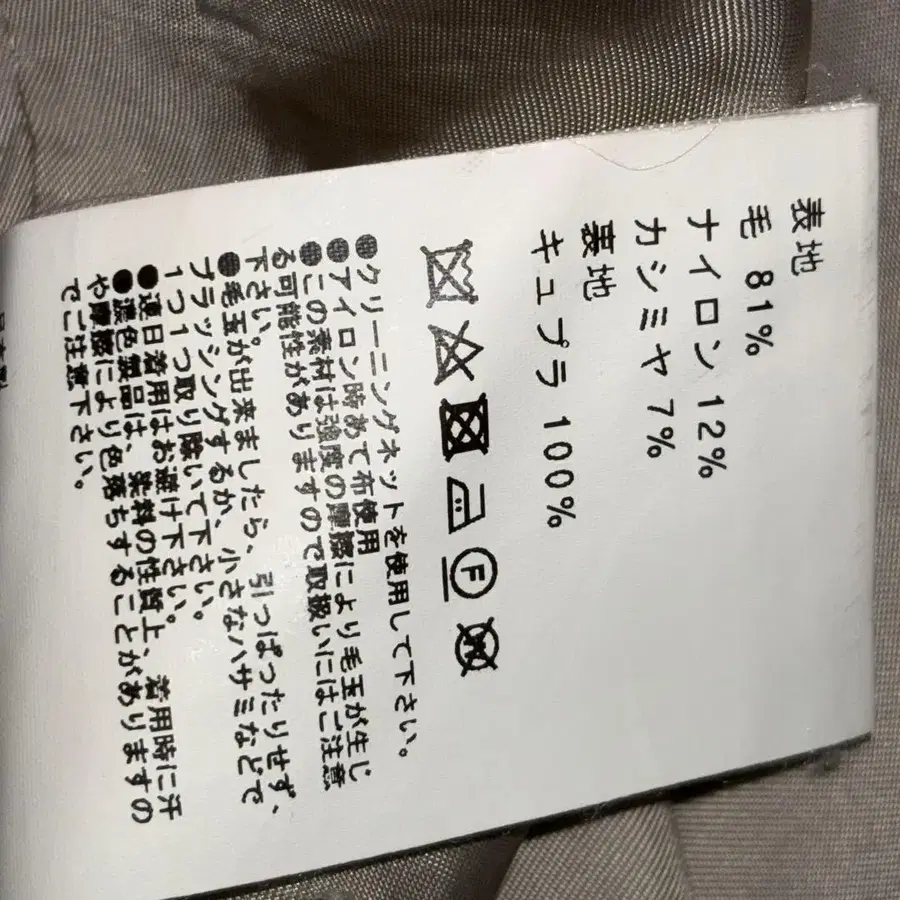 表地
毛 81%
ナイロン 12%
カシミヤ 7%
裏地
キュプラ 100%
F
W
●クリーニングネットを使用して下さい。
●アイロン時あて布使用
●この素材は強度の摩擦により毛玉が生じ
る可能性がありますので取扱いにはご注意
下さい。
●毛玉が出来ましたら、引っぱったりせず、
ブラッシングするか、小さなハサミなどで
1つ1つ取り除いて下さい。
●連日着用はお避け下さい。
●濃色製品は、染料の性質上、着用時に汗
や摩擦により色落ちすることがありますの
でご注意下さい。